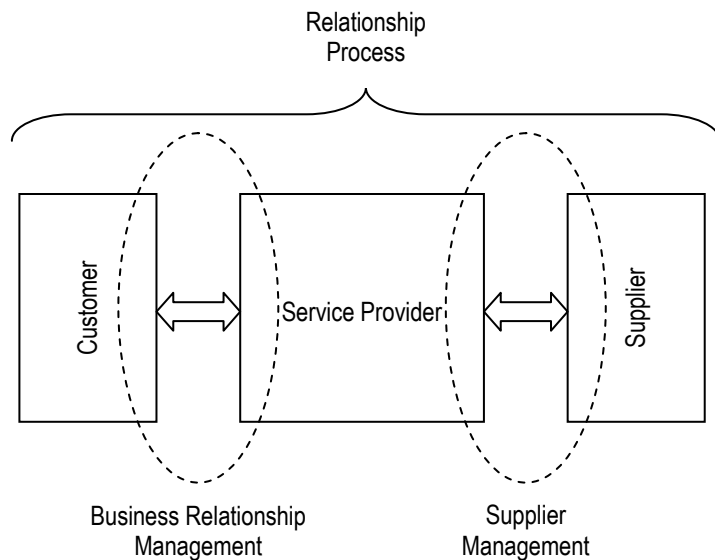 Relationship
Process
Customer
Service Provider
Supplier
Business Relationship
Management
Supplier
Management